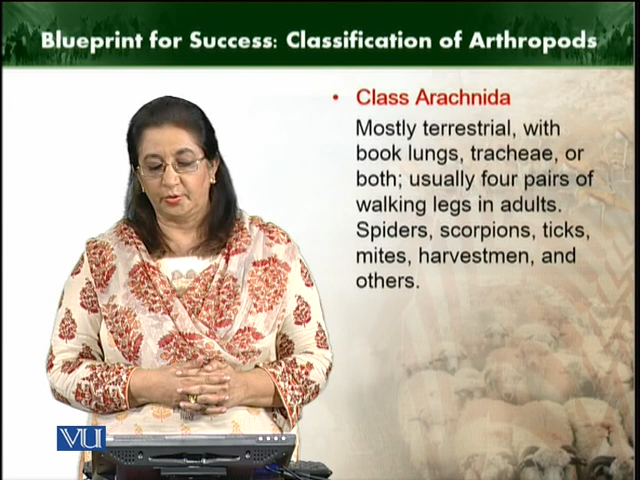 Blueprint for Success: Classification of Arthropods
• Class Arachnida
Mostly terrestrial, with
book lungs, tracheae, or
both; usually four pairs of
walking legs in adults.
Spiders, scorpions, ticks,
mites, harvestmen, and
others.
VU